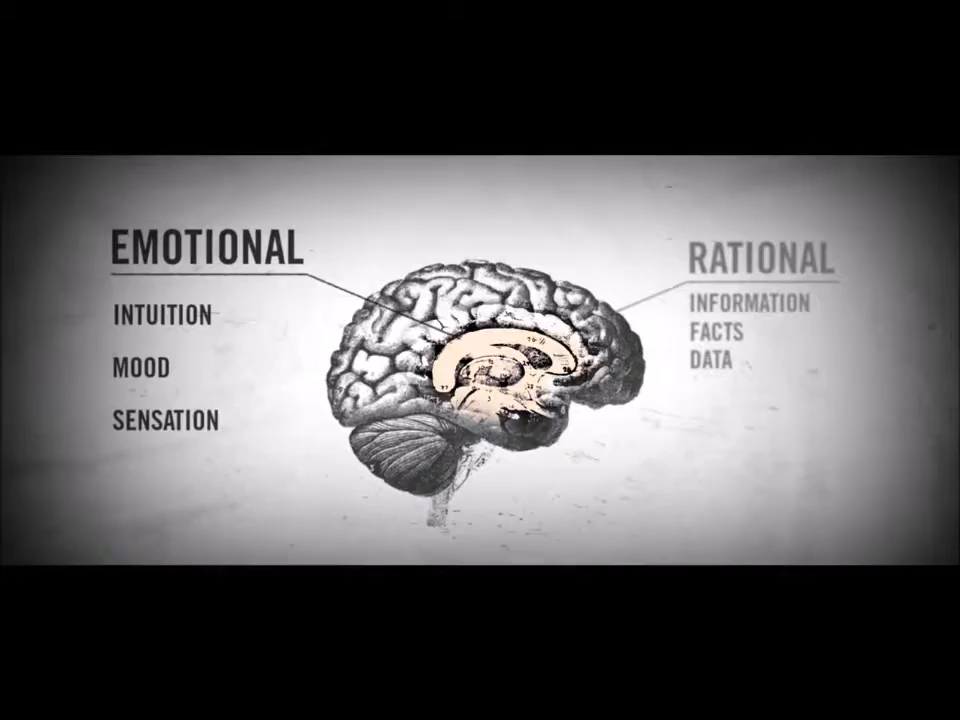 EMOTIONAL
INTUITION
MOOD
SENSATION
RATIONAL
INFORMATION
FACTS
DATA